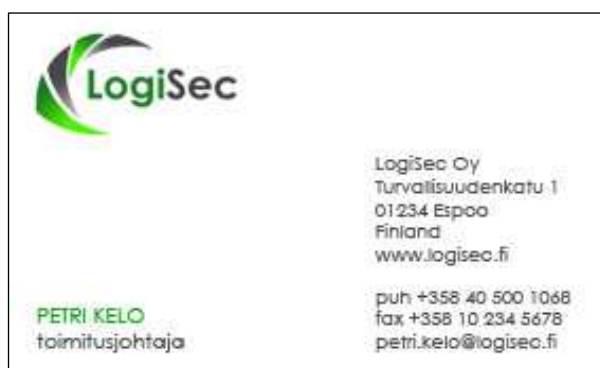 LogiSec
LogiSec Oy
Turvallisuudenkatu 1
01234 Espoo
Finland
www.logisec.fi
puh +358 40 500 1068
fax +358 10 234 5678
petri.kelo@logisec.fi
PETRI KELO
toimitusjohtaja